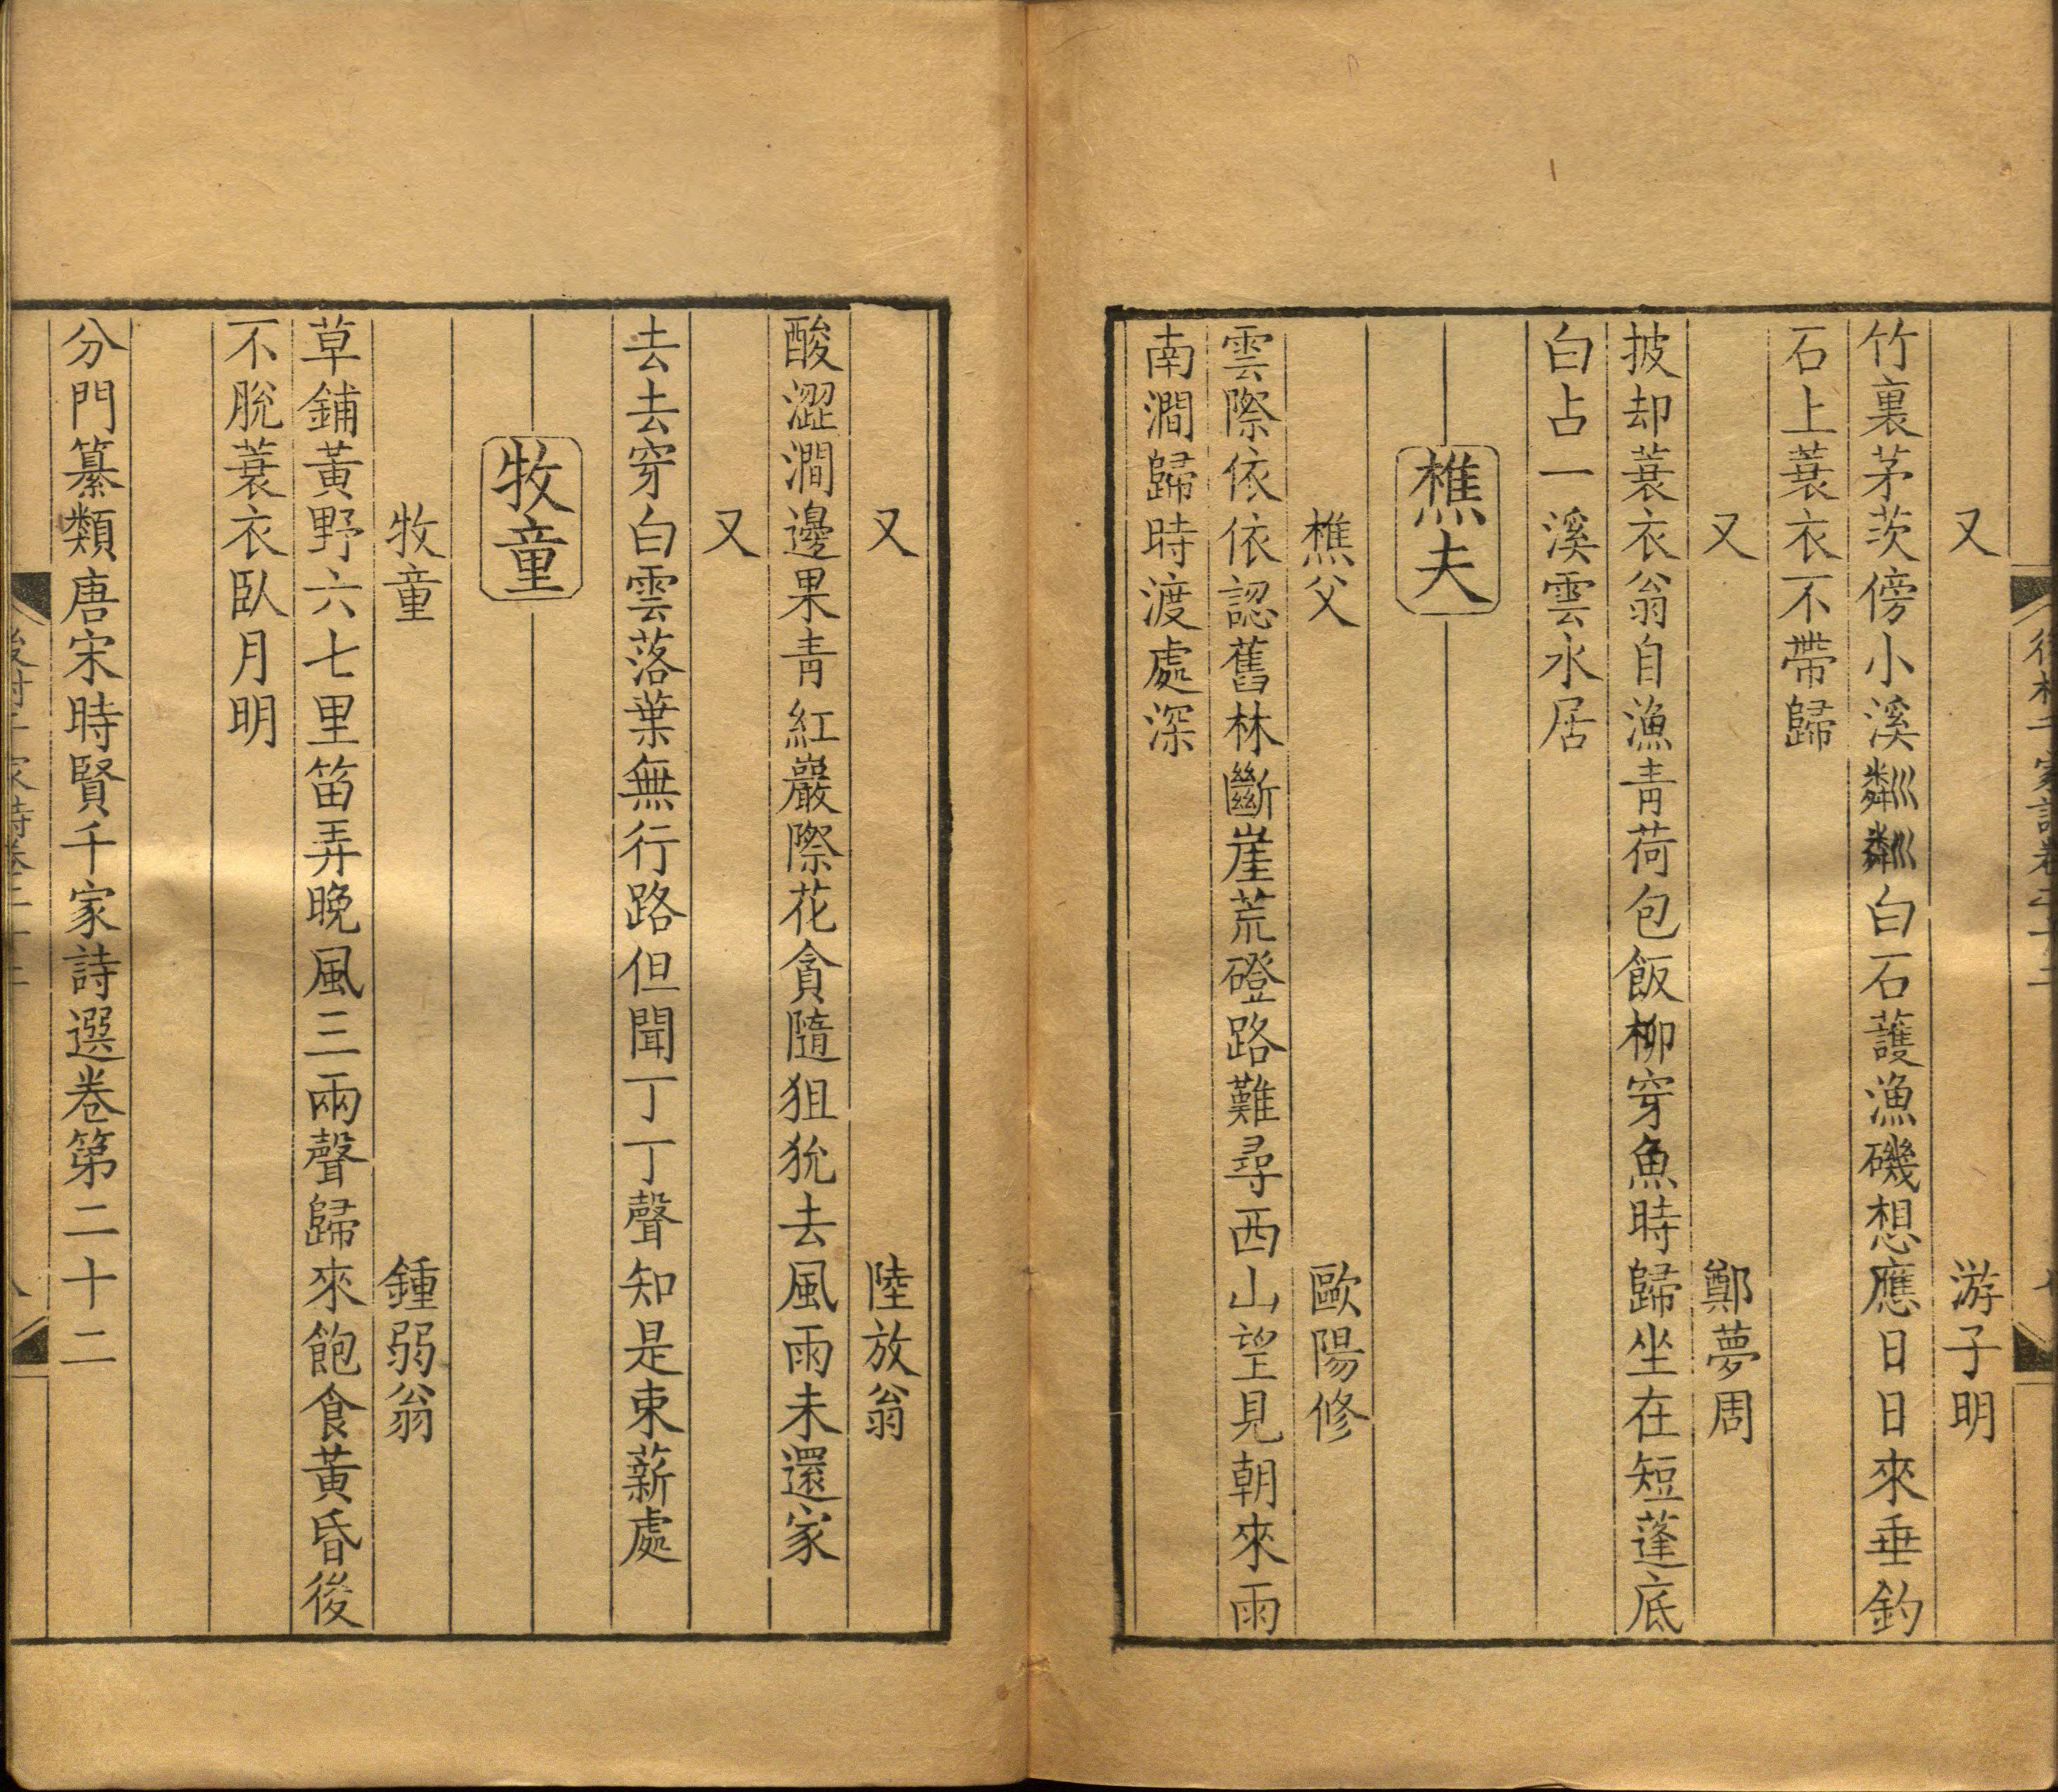 又 游子明
竹裏茅茨傍小溪粼粼白石護漁磯想應日日來垂釣
石上蓑衣不帶歸
又 鄭夢周
披却蓑衣翁自漁青荷包飯柳穿魚時歸坐在短蓬底
白占一溪雲水居
樵夫
樵父 歐陽修
雲際依依認舊林斷崖荒磴路難尋西山望見朝來雨
南澗歸時渡處深
又 陸放翁
酸澀澗邊果青紅巖際花貪隨狙狁去風雨未還家
又
去去穿白雲落葉無行路但聞丁丁聲知是束薪處
牧童
牧童 鍾弱翁
草鋪黃野六七里笛弄晚風三兩聲歸來飽食黃昏後
不脫蓑衣臥月明
分門纂類唐宋時賢千家詩選卷第二十二